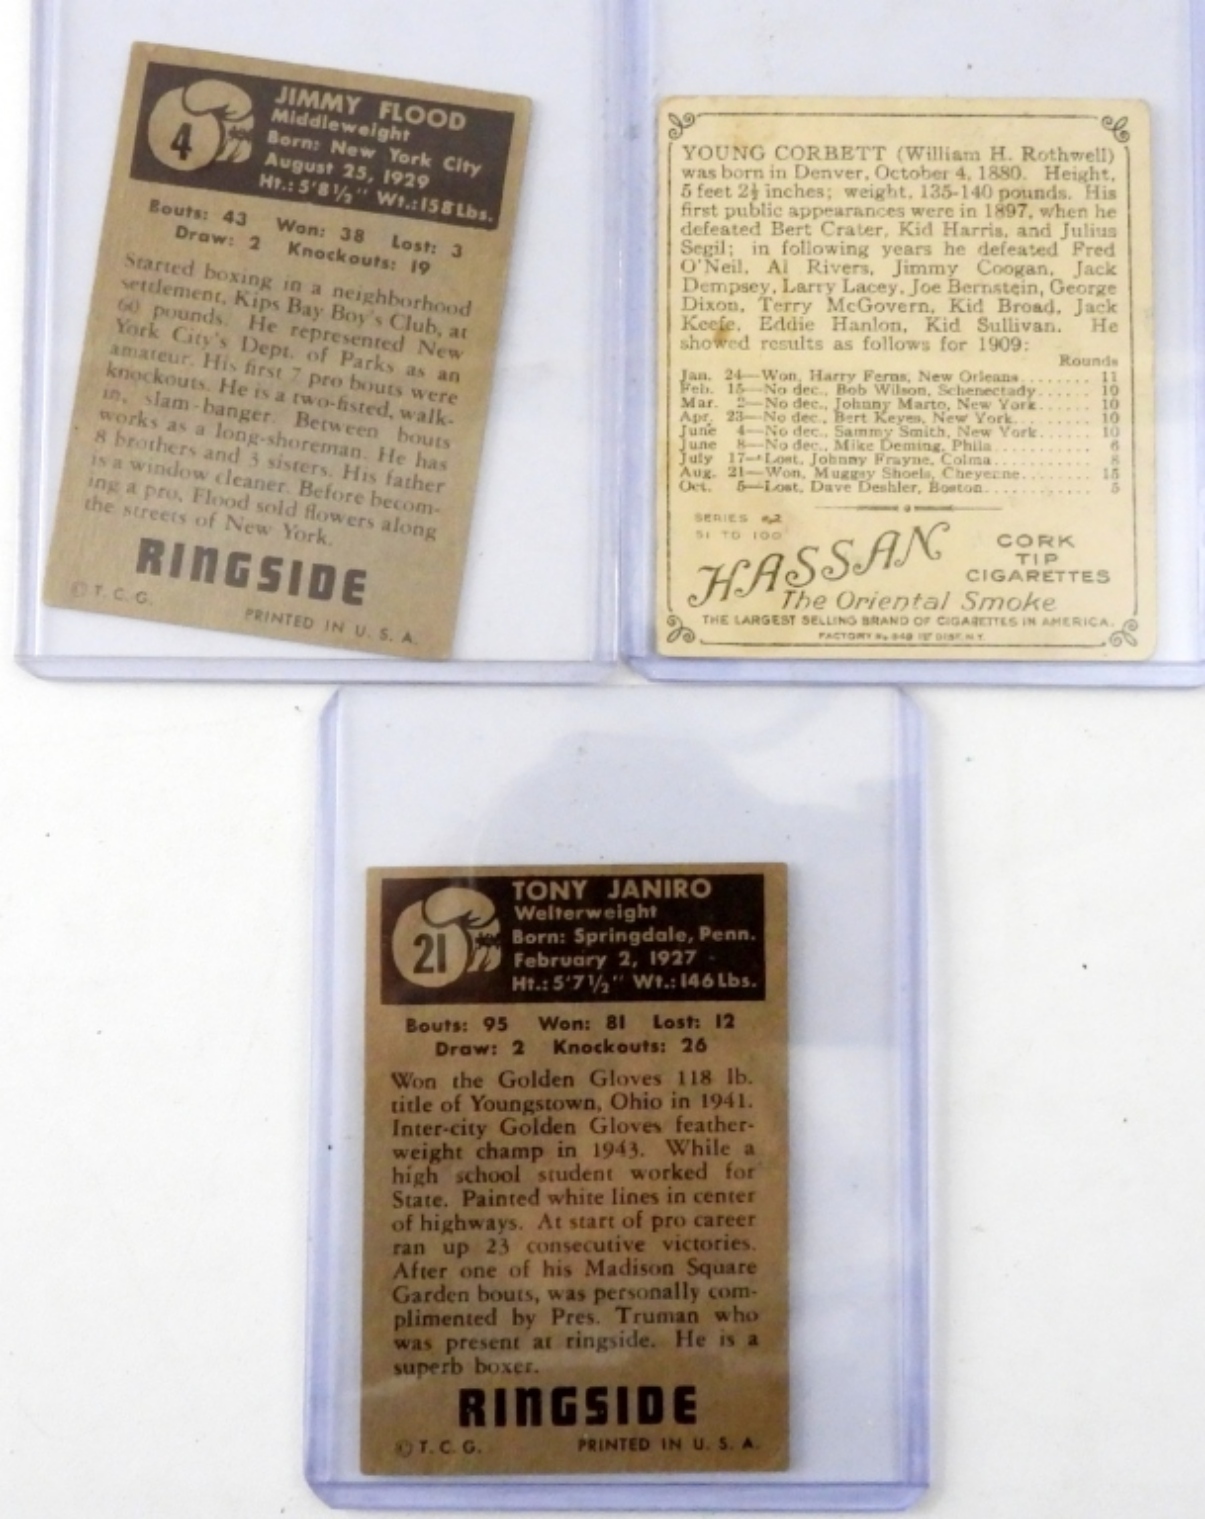 4
JIMMY FLOOD
Middleweight
Born: New York City
August 25, 1929
Ht.: 5'8½" Wt.: 158 Lbs.
Bouts: 43 Won: 38 Lost: 3
Draw: 2 Knockouts: 19
Started boxing in a neighborhood
settlement, Kips Bay Boy's Club, at
60 pounds. He represented New
York City's Dept. of Parks as an
amateur. His first 7 pro bouts were
knockouts. He is a two-fisted, walk-
in, slam-banger. Between bouts
works as a long-shoreman. He has
8 brothers and 3 sisters. His father
is a window cleaner. Before becom-
ing a pro, Flood sold flowers along
the streets of New York.
RINGSIDE
© T. C. G.
PRINTED IN U. S. A.
YOUNG CORBETT (William H. Rothwell)
was born in Denver, October 4, 1880. Height,
5 feet 2½ inches; weight, 135-140 pounds. His
first public appearances were in 1897, when he
defeated Bert Crater, Kid Harris, and Julius
Segil; in following years he defeated Fred
O'Neil, Al Rivers, Jimmy Coogan, Jack
Dempsey, Larry Lacey, Joe Bernstein, George
Dixon, Terry McGovern, Kid Broad, Jack
Keefe, Eddie Hanlon, Kid Sullivan. He
showed results as follows for 1909:
Rounds
Jan. 24—Won, Harry Ferns, New Orleans........ 11
Feb. 15—No dec., Bob Wilson, Schenectady..... 10
Mar. 2—No dec., Johnny Marto, New York..... 10
Apr. 23—No dec., Bert Keyes, New York....... 10
June 4—No dec., Sammy Smith, New York...... 10
June 8—No dec., Mike Deming, Phila.......... 6
July 17—Lost, Johnny Frayne, Colma........... 8
Aug. 21—Won, Muggsy Shoels, Cheyenne........ 15
Oct. 5—Lost, Dave Deshler, Boston........... 5
SERIES #2
51 TO 100
HASSAN
CORK
TIP
CIGARETTES
The Oriental Smoke
THE LARGEST SELLING BRAND OF CIGARETTES IN AMERICA.
FACTORY No. 649 1ST DIST. N.Y.
21
TONY JANIRO
Welterweight
Born: Springdale, Penn.
February 2, 1927
Ht.: 5'7½" Wt.: 146 Lbs.
Bouts: 95 Won: 81 Lost: 12
Draw: 2 Knockouts: 26
Won the Golden Gloves 118 lb.
title of Youngstown, Ohio in 1941.
Inter-city Golden Gloves feather-
weight champ in 1943. While a
high school student worked for
State. Painted white lines in center
of highways. At start of pro career
ran up 23 consecutive victories.
After one of his Madison Square
Garden bouts, was personally com-
plimented by Pres. Truman who
was present at ringside. He is a
superb boxer.
RINGSIDE
© T. C. G.
PRINTED IN U. S. A.